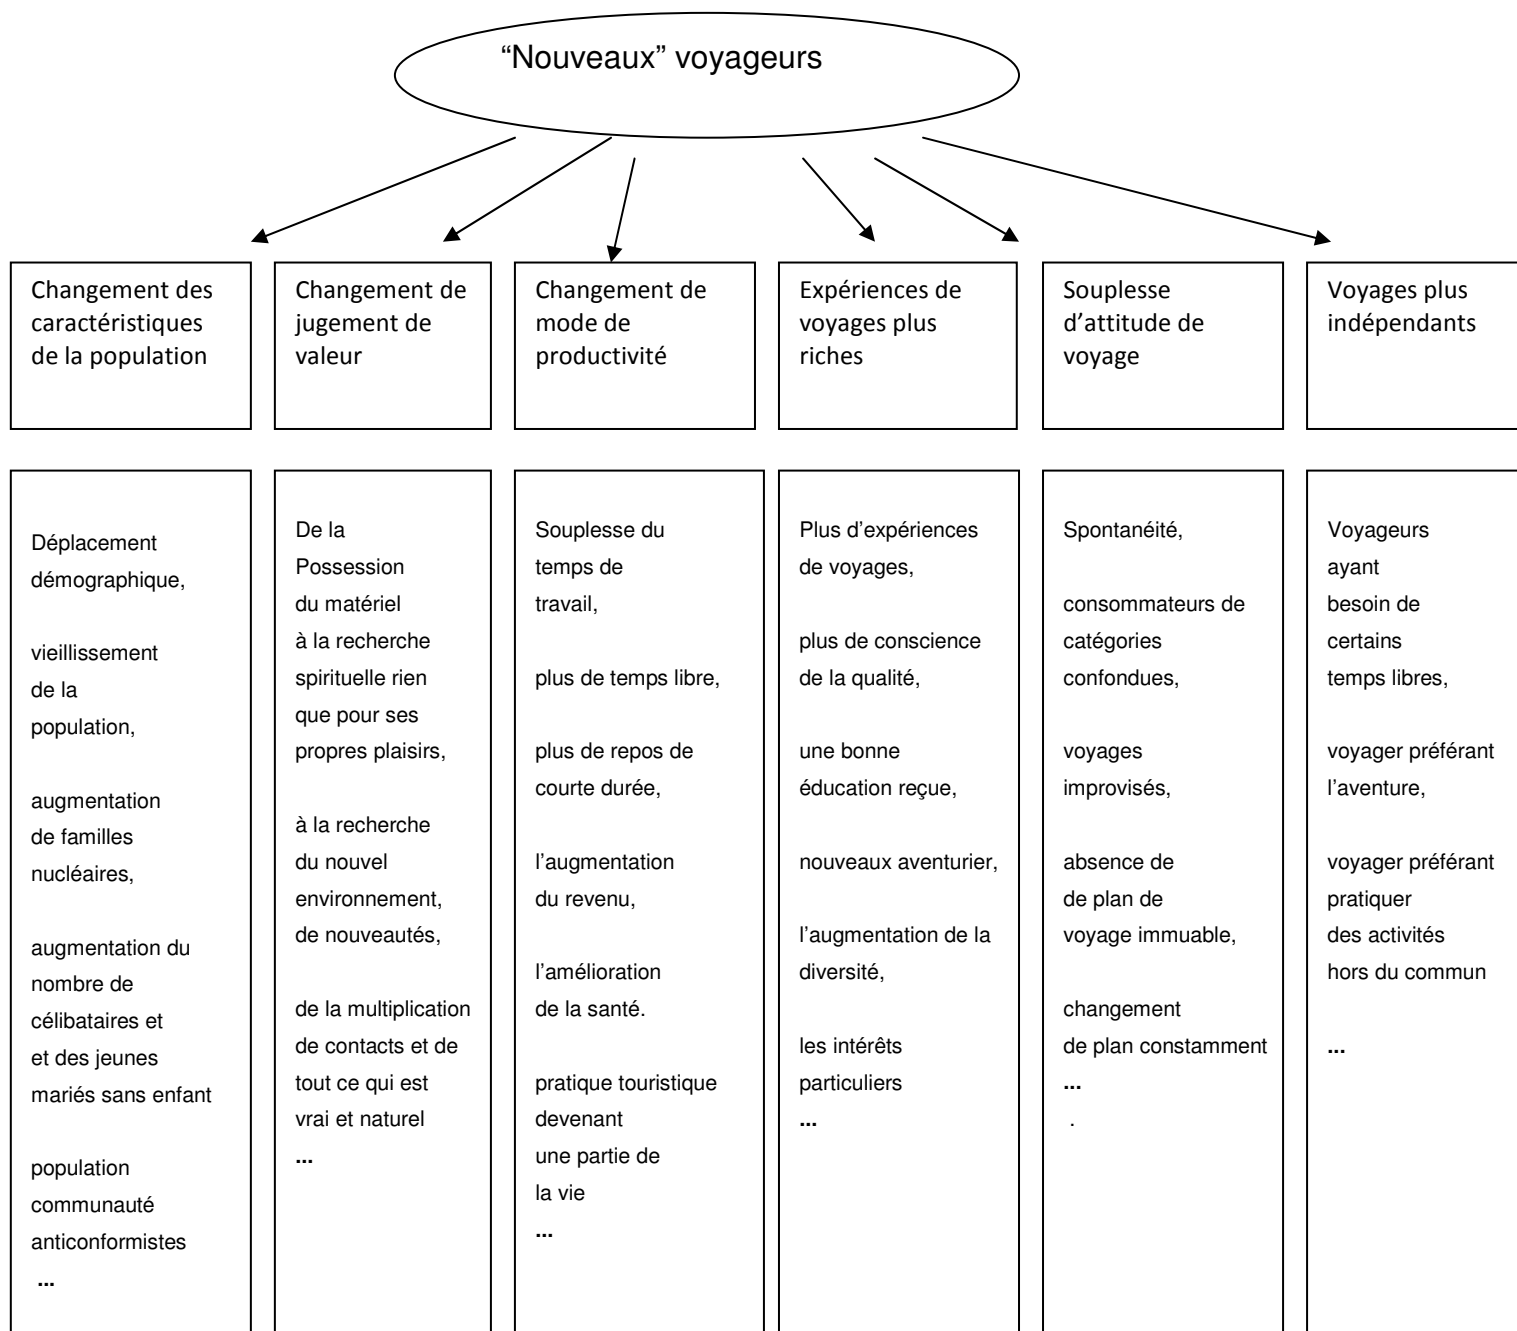 “Nouveaux” voyageurs
Changement des
caractéristiques
de la population
Changement de
jugement de
valeur
Changement de
mode de
productivité
Expériences de
voyages plus
riches
Souplesse
d’attitude de
voyage
Voyages plus
indépendants
Déplacement
démographique,
vieillissement
de la
population,
augmentation
de familles
nucléaires,
augmentation du
nombre de
célibataires et
et des jeunes
mariés sans enfant
population
communauté
anticonformistes
...
De la
Possession
du matériel
à la recherche
spirituelle rien
que pour ses
propres plaisirs,
à la recherche
du nouvel
environnement,
de nouveautés,
de la multiplication
de contacts et de
tout ce qui est
vrai et naturel
...
Souplesse du
temps de
travail,
plus de temps libre,
plus de repos de
courte durée,
l’augmentation
du revenu,
l’amélioration
de la santé.
pratique touristique
devenant
une partie de
la vie
...
Plus d’expériences
de voyages,
plus de conscience
de la qualité,
une bonne
éducation reçue,
nouveaux aventurier,
l’augmentation de la
diversité,
les intérêts
particuliers
...
Spontanéité,
consommateurs de
catégories
confondues,
voyages
improvisés,
absence de
de plan de
voyage immuable,
changement
de plan constamment
...
.
Voyageurs
ayant
besoin de
certains
temps libres,
voyager préférant
l’aventure,
voyager préférant
pratiquer
des activités
hors du commun
...